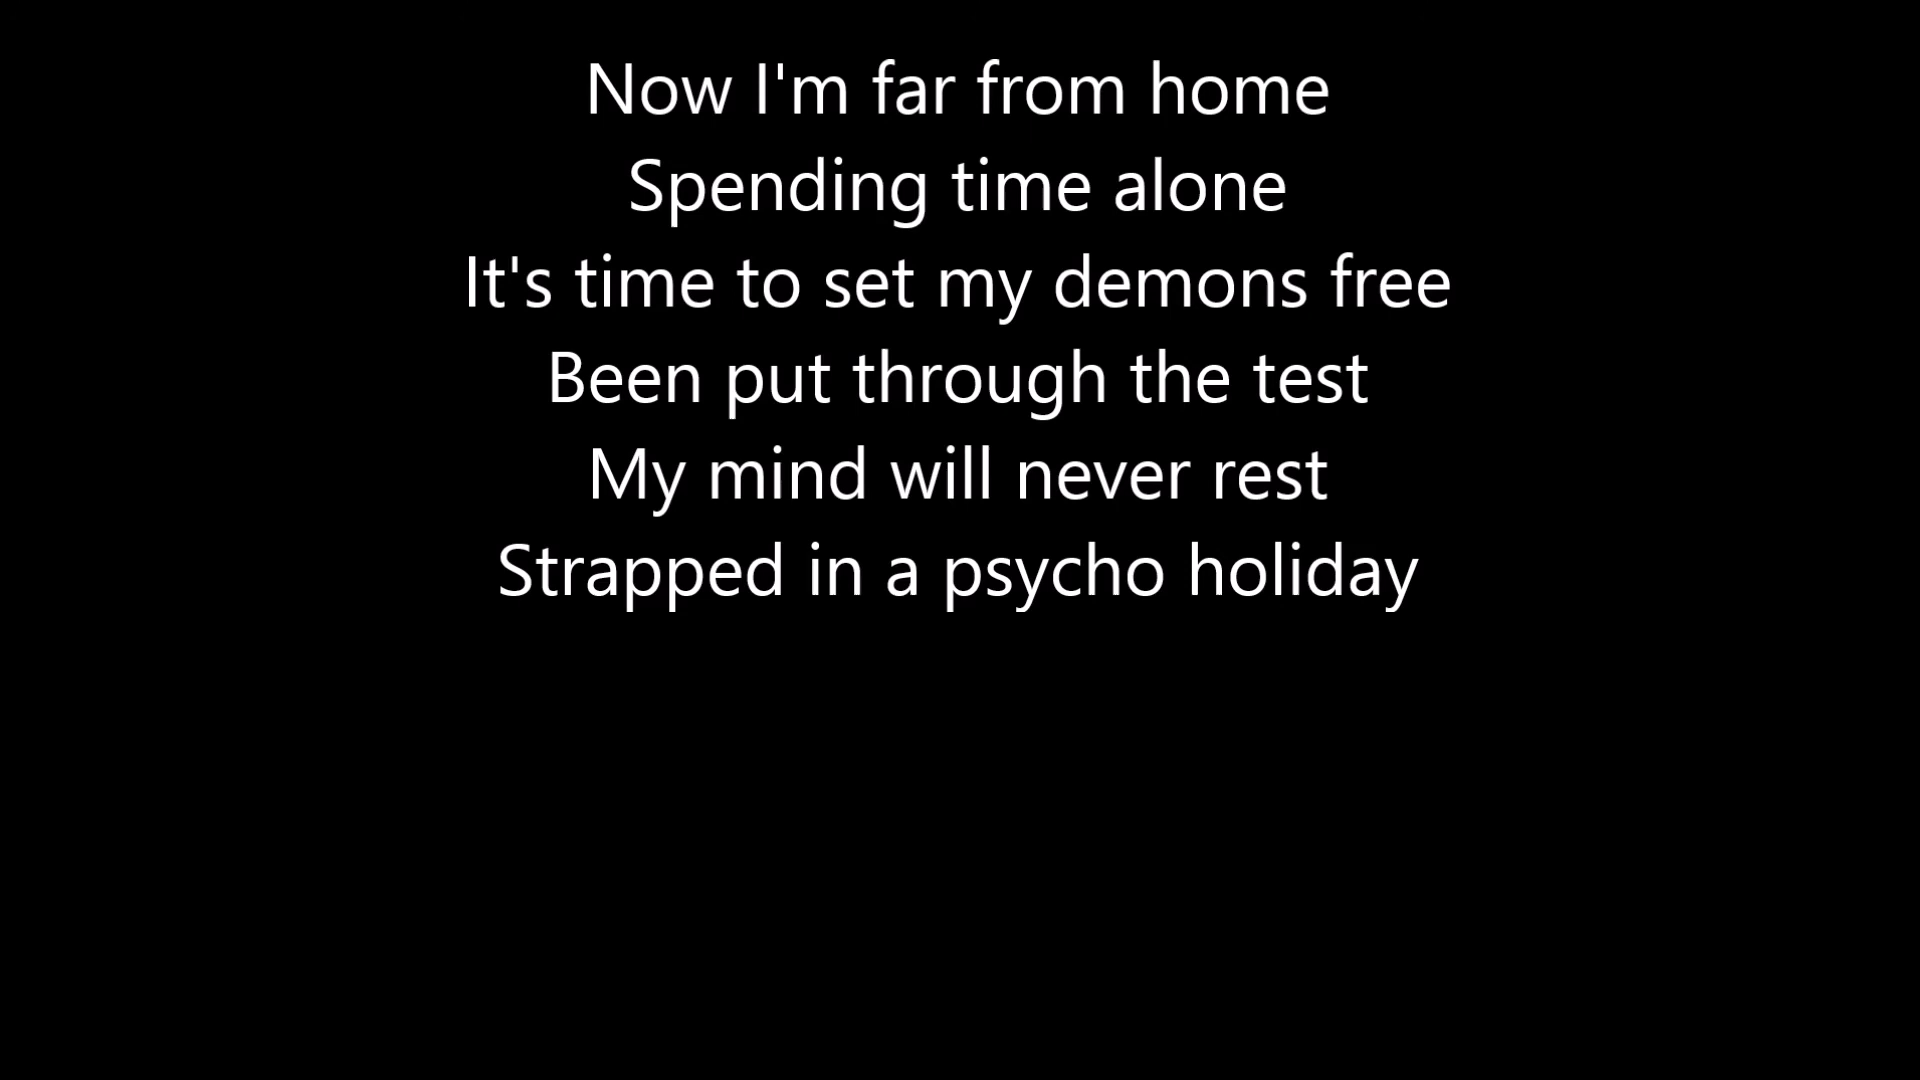 Now I'm far from home
Spending time alone
It's time to set my demons free
Been put through the test
My mind will never rest
Strapped in a psycho holiday